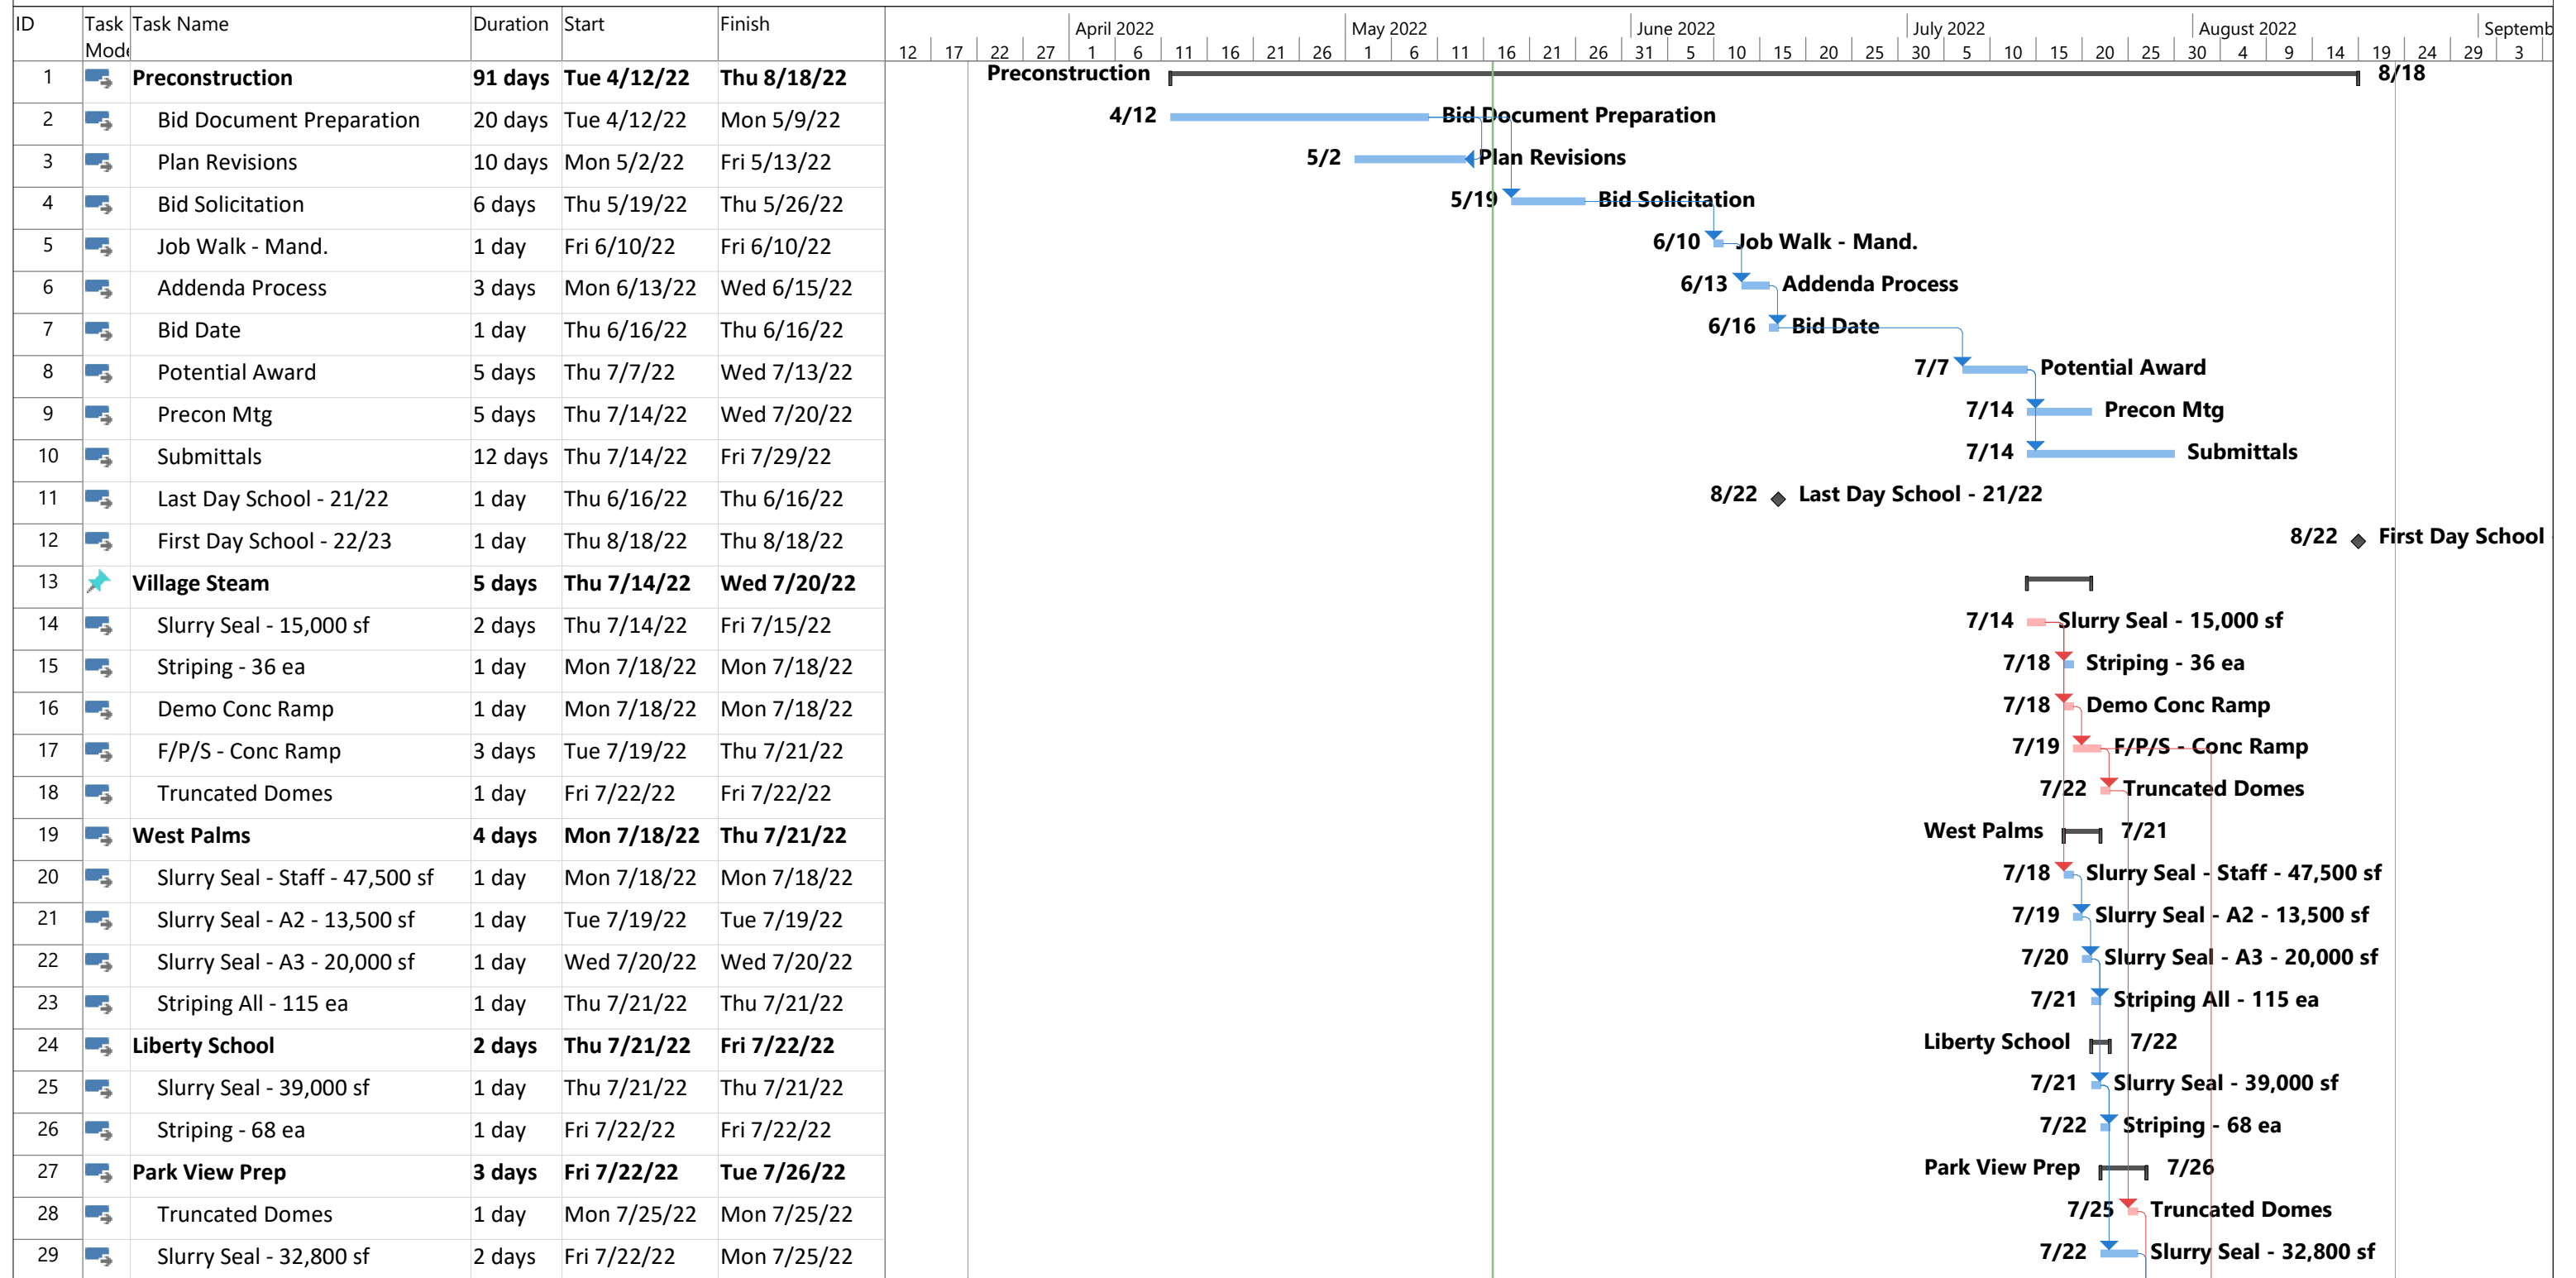 ID Task Mode Task Name Duration Start Finish
April 2022 May 2022 June 2022 July 2022 August 2022 Septemb
12 17 22 27 1 6 11 16 21 26 1 6 11 16 21 26 31 5 10 15 20 25 30 5 10 15 20 25 30 4 9 14 19 24 29 3
1 Preconstruction 91 days Tue 4/12/22 Thu 8/18/22 Preconstruction 8/18
2 Bid Document Preparation 20 days Tue 4/12/22 Mon 5/9/22 4/12 Bid Document Preparation
3 Plan Revisions 10 days Mon 5/2/22 Fri 5/13/22 5/2 Plan Revisions
4 Bid Solicitation 6 days Thu 5/19/22 Thu 5/26/22 5/19 Bid Solicitation
5 Job Walk - Mand. 1 day Fri 6/10/22 Fri 6/10/22 6/10 Job Walk - Mand.
6 Addenda Process 3 days Mon 6/13/22 Wed 6/15/22 6/13 Addenda Process
7 Bid Date 1 day Thu 6/16/22 Thu 6/16/22 6/16 Bid Date
8 Potential Award 5 days Thu 7/7/22 Wed 7/13/22 7/7 Potential Award
9 Precon Mtg 5 days Thu 7/14/22 Wed 7/20/22 7/14 Precon Mtg
10 Submittals 12 days Thu 7/14/22 Fri 7/29/22 7/14 Submittals
11 Last Day School - 21/22 1 day Thu 6/16/22 Thu 6/16/22 8/22 Last Day School - 21/22
12 First Day School - 22/23 1 day Thu 8/18/22 Thu 8/18/22 8/22 First Day School
13 Village Steam 5 days Thu 7/14/22 Wed 7/20/22
14 Slurry Seal - 15,000 sf 2 days Thu 7/14/22 Fri 7/15/22 7/14 Slurry Seal - 15,000 sf
15 Striping - 36 ea 1 day Mon 7/18/22 Mon 7/18/22 7/18 Striping - 36 ea
16 Demo Conc Ramp 1 day Mon 7/18/22 Mon 7/18/22 7/18 Demo Conc Ramp
17 F/P/S - Conc Ramp 3 days Tue 7/19/22 Thu 7/21/22 7/19 F/P/S - Conc Ramp
18 Truncated Domes 1 day Fri 7/22/22 Fri 7/22/22 7/22 Truncated Domes
19 West Palms 4 days Mon 7/18/22 Thu 7/21/22 West Palms 7/21
20 Slurry Seal - Staff - 47,500 sf 1 day Mon 7/18/22 Mon 7/18/22 7/18 Slurry Seal - Staff - 47,500 sf
21 Slurry Seal - A2 - 13,500 sf 1 day Tue 7/19/22 Tue 7/19/22 7/19 Slurry Seal - A2 - 13,500 sf
22 Slurry Seal - A3 - 20,000 sf 1 day Wed 7/20/22 Wed 7/20/22 7/20 Slurry Seal - A3 - 20,000 sf
23 Striping All - 115 ea 1 day Thu 7/21/22 Thu 7/21/22 7/21 Striping All - 115 ea
24 Liberty School 2 days Thu 7/21/22 Fri 7/22/22 Liberty School 7/22
25 Slurry Seal - 39,000 sf 1 day Thu 7/21/22 Thu 7/21/22 7/21 Slurry Seal - 39,000 sf
26 Striping - 68 ea 1 day Fri 7/22/22 Fri 7/22/22 7/22 Striping - 68 ea
27 Park View Prep 3 days Fri 7/22/22 Tue 7/26/22 Park View Prep 7/26
28 Truncated Domes 1 day Mon 7/25/22 Mon 7/25/22 7/25 Truncated Domes
29 Slurry Seal - 32,800 sf 2 days Fri 7/22/22 Mon 7/25/22 7/22 Slurry Seal - 32,800 sf